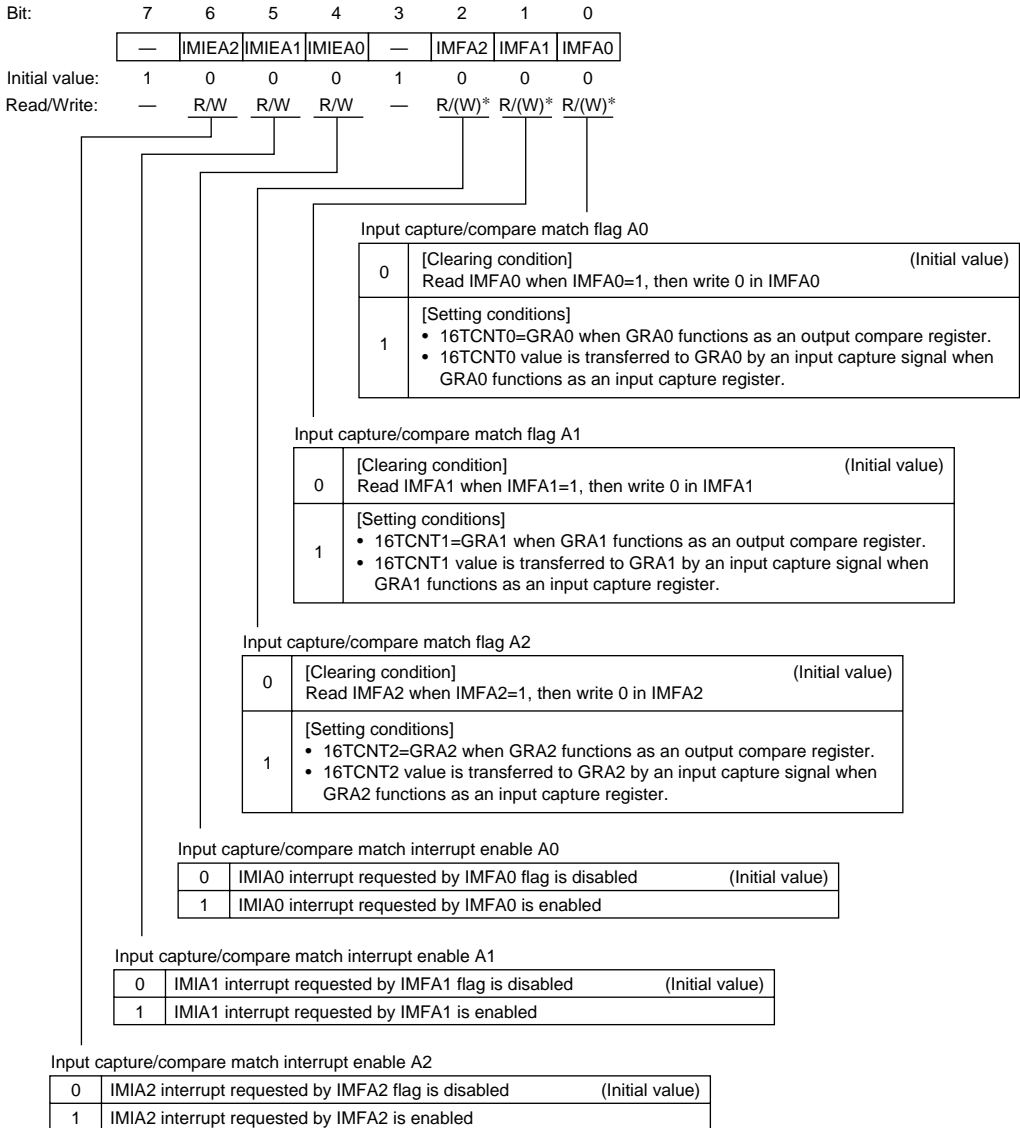 Bit: 7 6 5 4 3 2 1 0
— IMIEA2 IMIEA1 IMIEA0 — IMFA2 IMFA1 IMFA0
Initial value: 1 0 0 0 1 0 0 0
Read/Write: — R/W R/W R/W — R/(W)* R/(W)* R/(W)*
Input capture/compare match flag A0
0 [Clearing condition] (Initial value)
Read IMFA0 when IMFA0=1, then write 0 in IMFA0
1 [Setting conditions]
• 16TCNT0=GRA0 when GRA0 functions as an output compare register.
• 16TCNT0 value is transferred to GRA0 by an input capture signal when
GRA0 functions as an input capture register.
Input capture/compare match flag A1
0 [Clearing condition] (Initial value)
Read IMFA1 when IMFA1=1, then write 0 in IMFA1
1 [Setting conditions]
• 16TCNT1=GRA1 when GRA1 functions as an output compare register.
• 16TCNT1 value is transferred to GRA1 by an input capture signal when
GRA1 functions as an input capture register.
Input capture/compare match flag A2
0 [Clearing condition] (Initial value)
Read IMFA2 when IMFA2=1, then write 0 in IMFA2
1 [Setting conditions]
• 16TCNT2=GRA2 when GRA2 functions as an output compare register.
• 16TCNT2 value is transferred to GRA2 by an input capture signal when
GRA2 functions as an input capture register.
Input capture/compare match interrupt enable A0
0 IMIA0 interrupt requested by IMFA0 flag is disabled (Initial value)
1 IMIA0 interrupt requested by IMFA0 is enabled
Input capture/compare match interrupt enable A1
0 IMIA1 interrupt requested by IMFA1 flag is disabled (Initial value)
1 IMIA1 interrupt requested by IMFA1 is enabled
Input capture/compare match interrupt enable A2
0 IMIA2 interrupt requested by IMFA2 flag is disabled (Initial value)
1 IMIA2 interrupt requested by IMFA2 is enabled